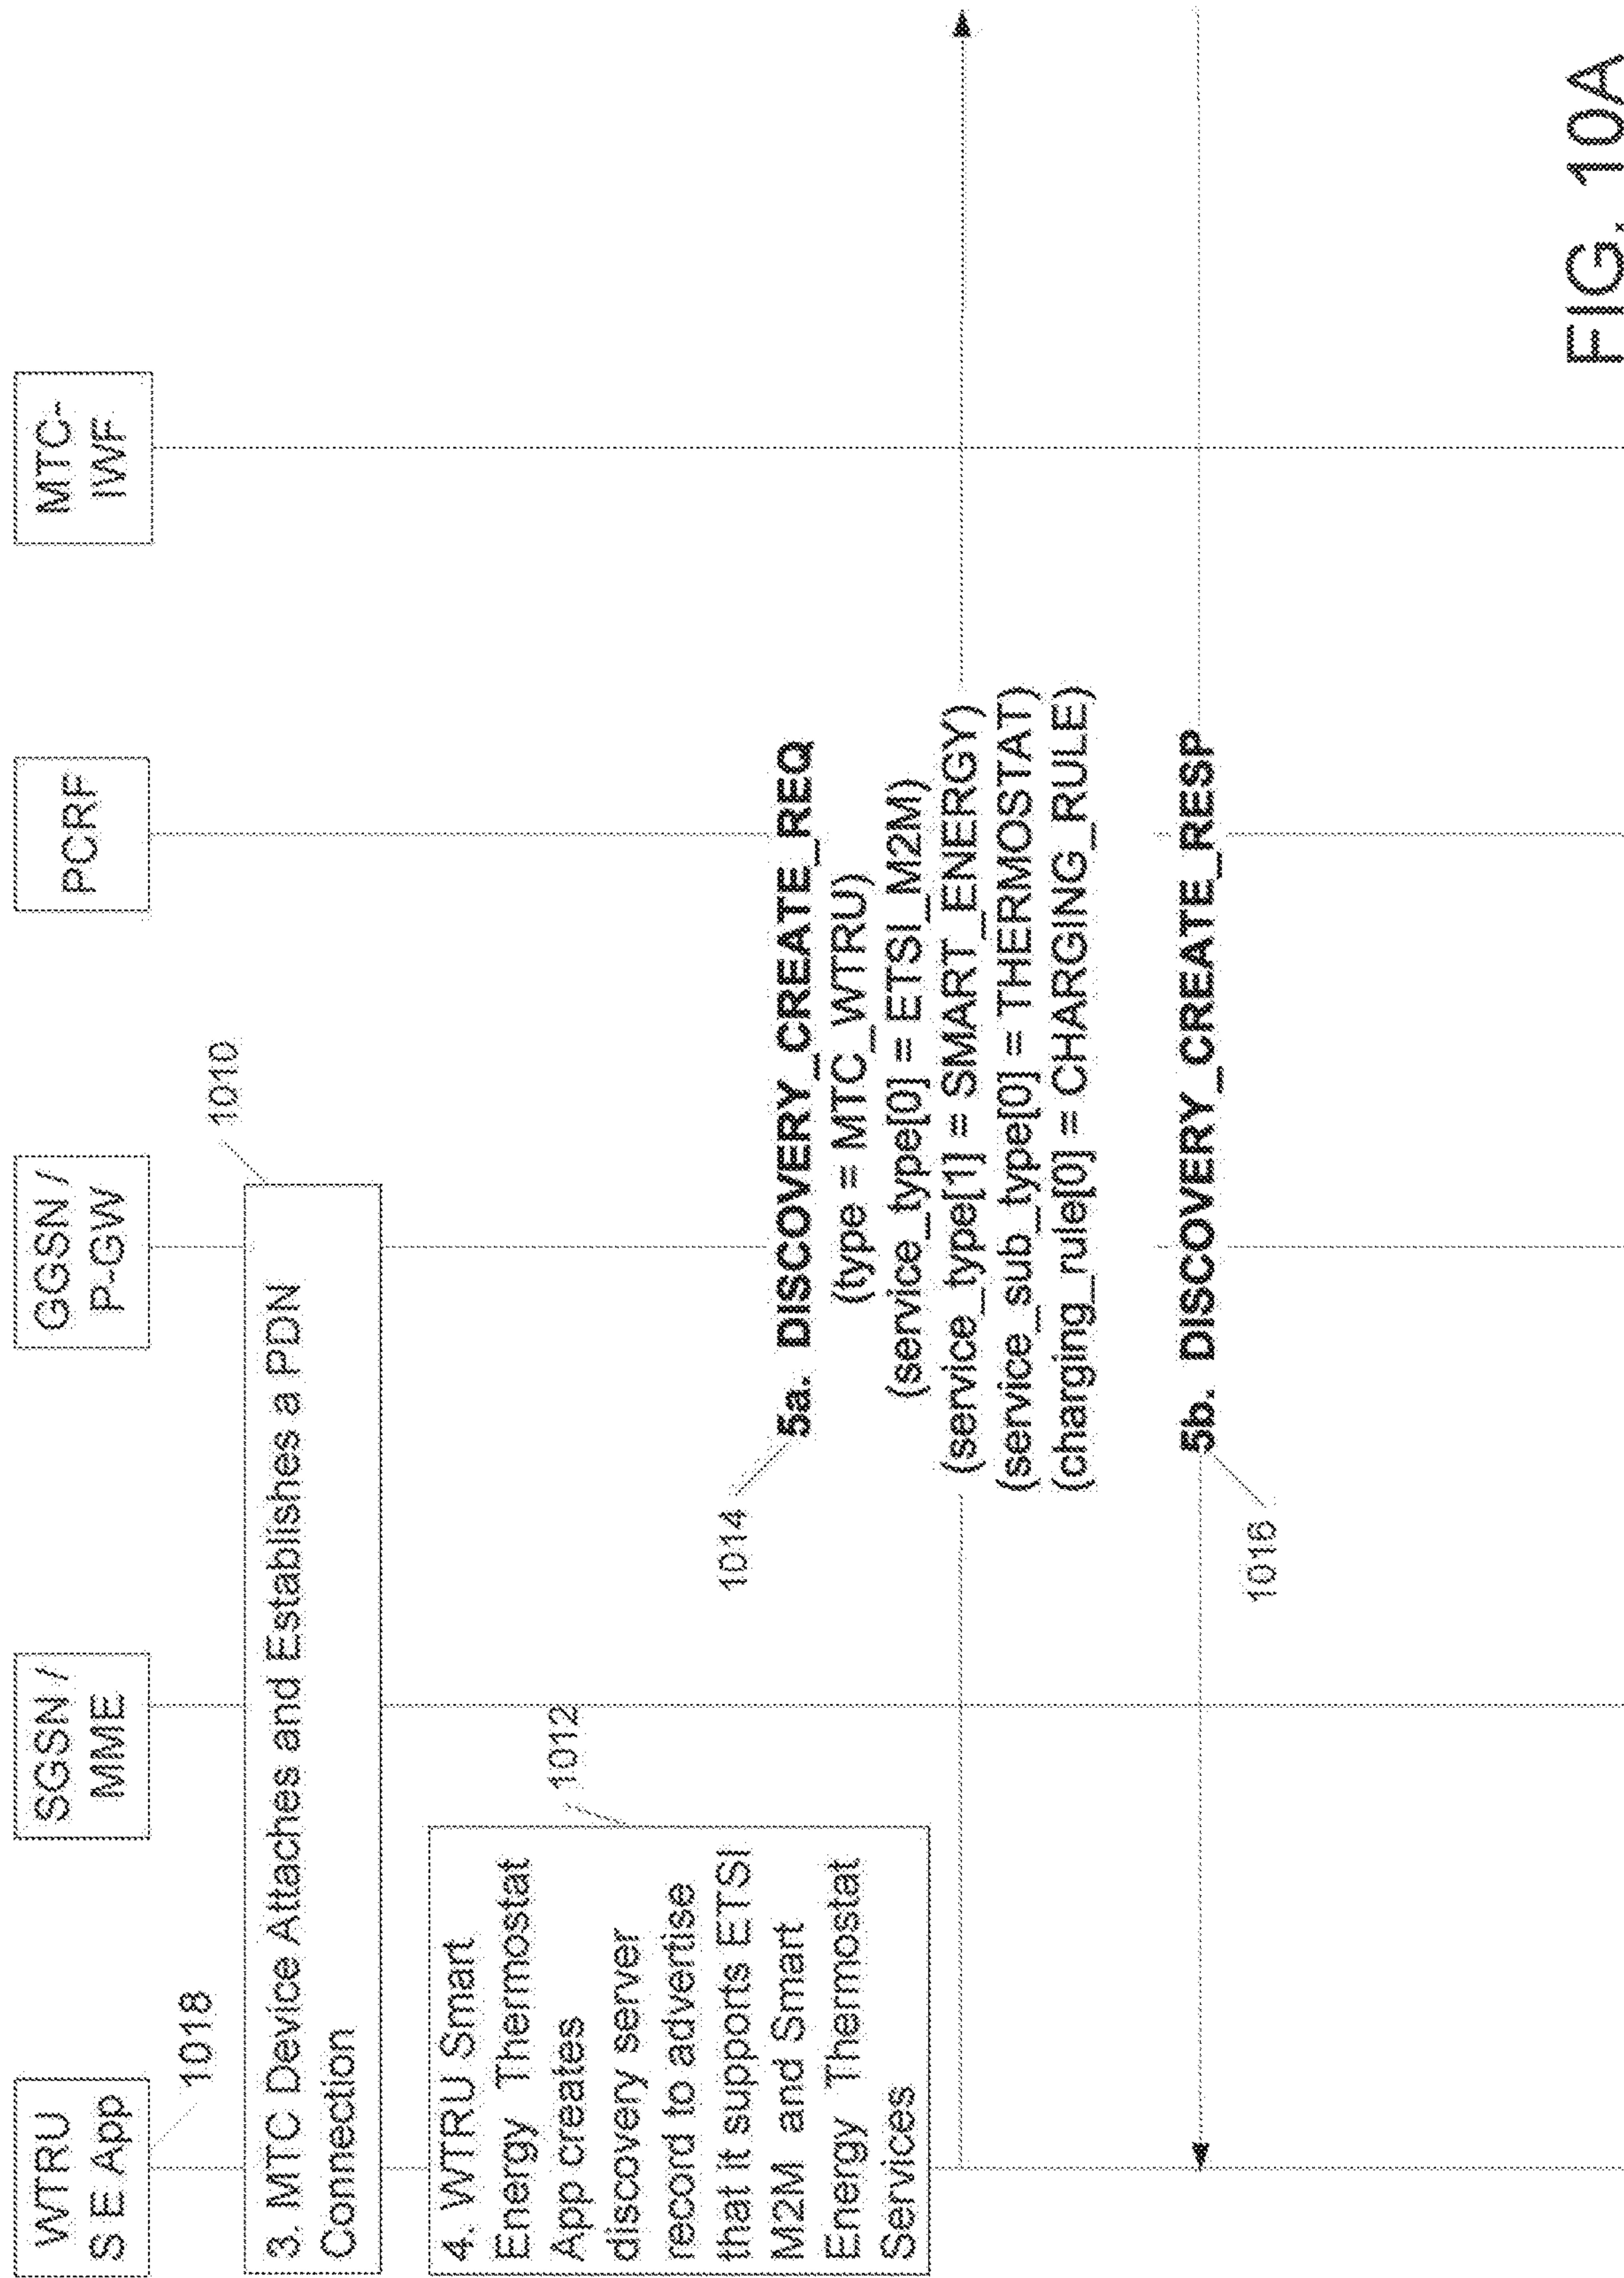 WTRU
SE App
SGSN /
MME
GGSN /
P-GW
PCRF
MTC-
IWF
1018
1010
3. MTC Device Attaches and Establishes a PDN
Connection
4. WTRU Smart
Energy Thermostat
App creates
discovery server
record to advertise
that it supports ETSI
M2M and Smart
Energy Thermostat
Services
1012
1014
5a. DISCOVERY_CREATE_REQ
(type = MTC_WTRU)
(service_type[0] = ETSI_M2M)
(service_type[1] = SMART_ENERGY)
(service_sub_type[0] = THERMOSTAT)
(charging_rule[0] = CHARGING_RULE)
5b. DISCOVERY_CREATE_RESP
1016
FIG. 10A